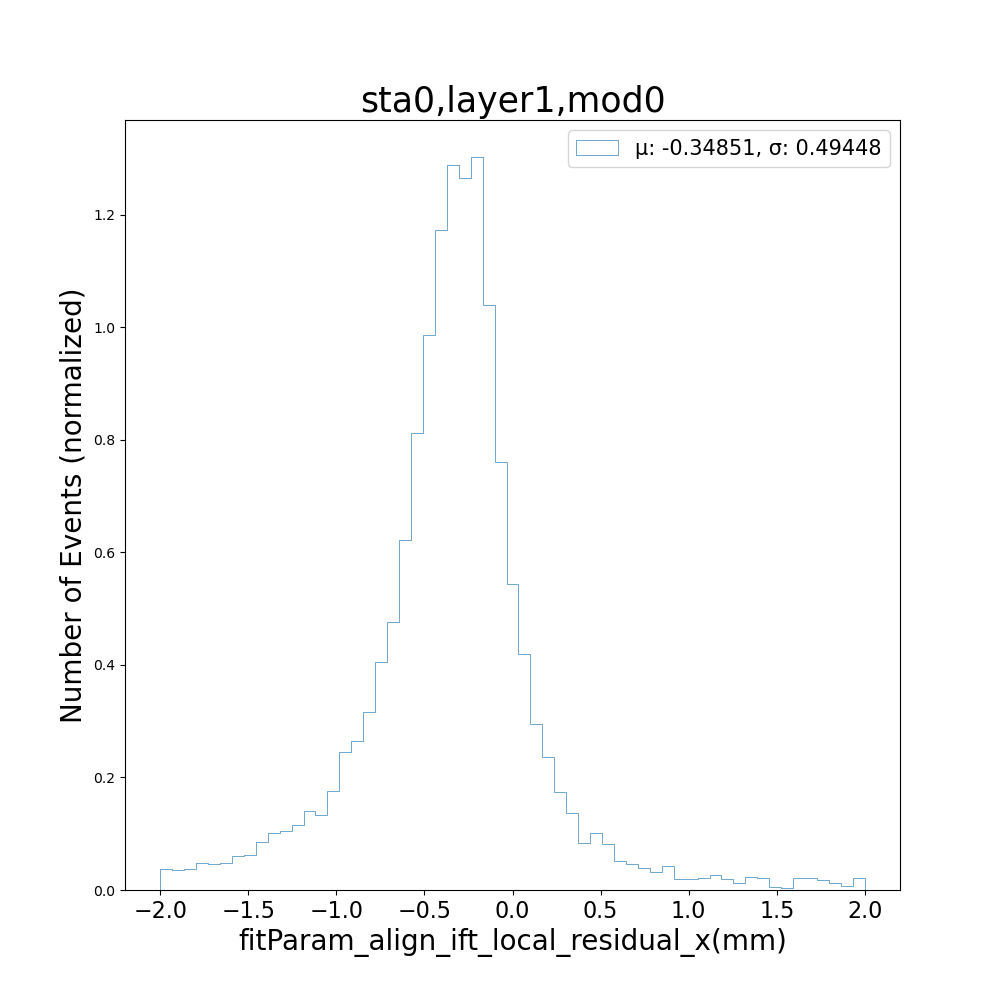 sta0,layer1,mod0
μ: -0.34851, σ: 0.49448
Number of Events (normalized)
1.2
1.0
0.8
0.6
0.4
0.2
0.0
−2.0 −1.5 −1.0 −0.5 0.0 0.5 1.0 1.5 2.0
fitParam_align_ift_local_residual_x(mm)